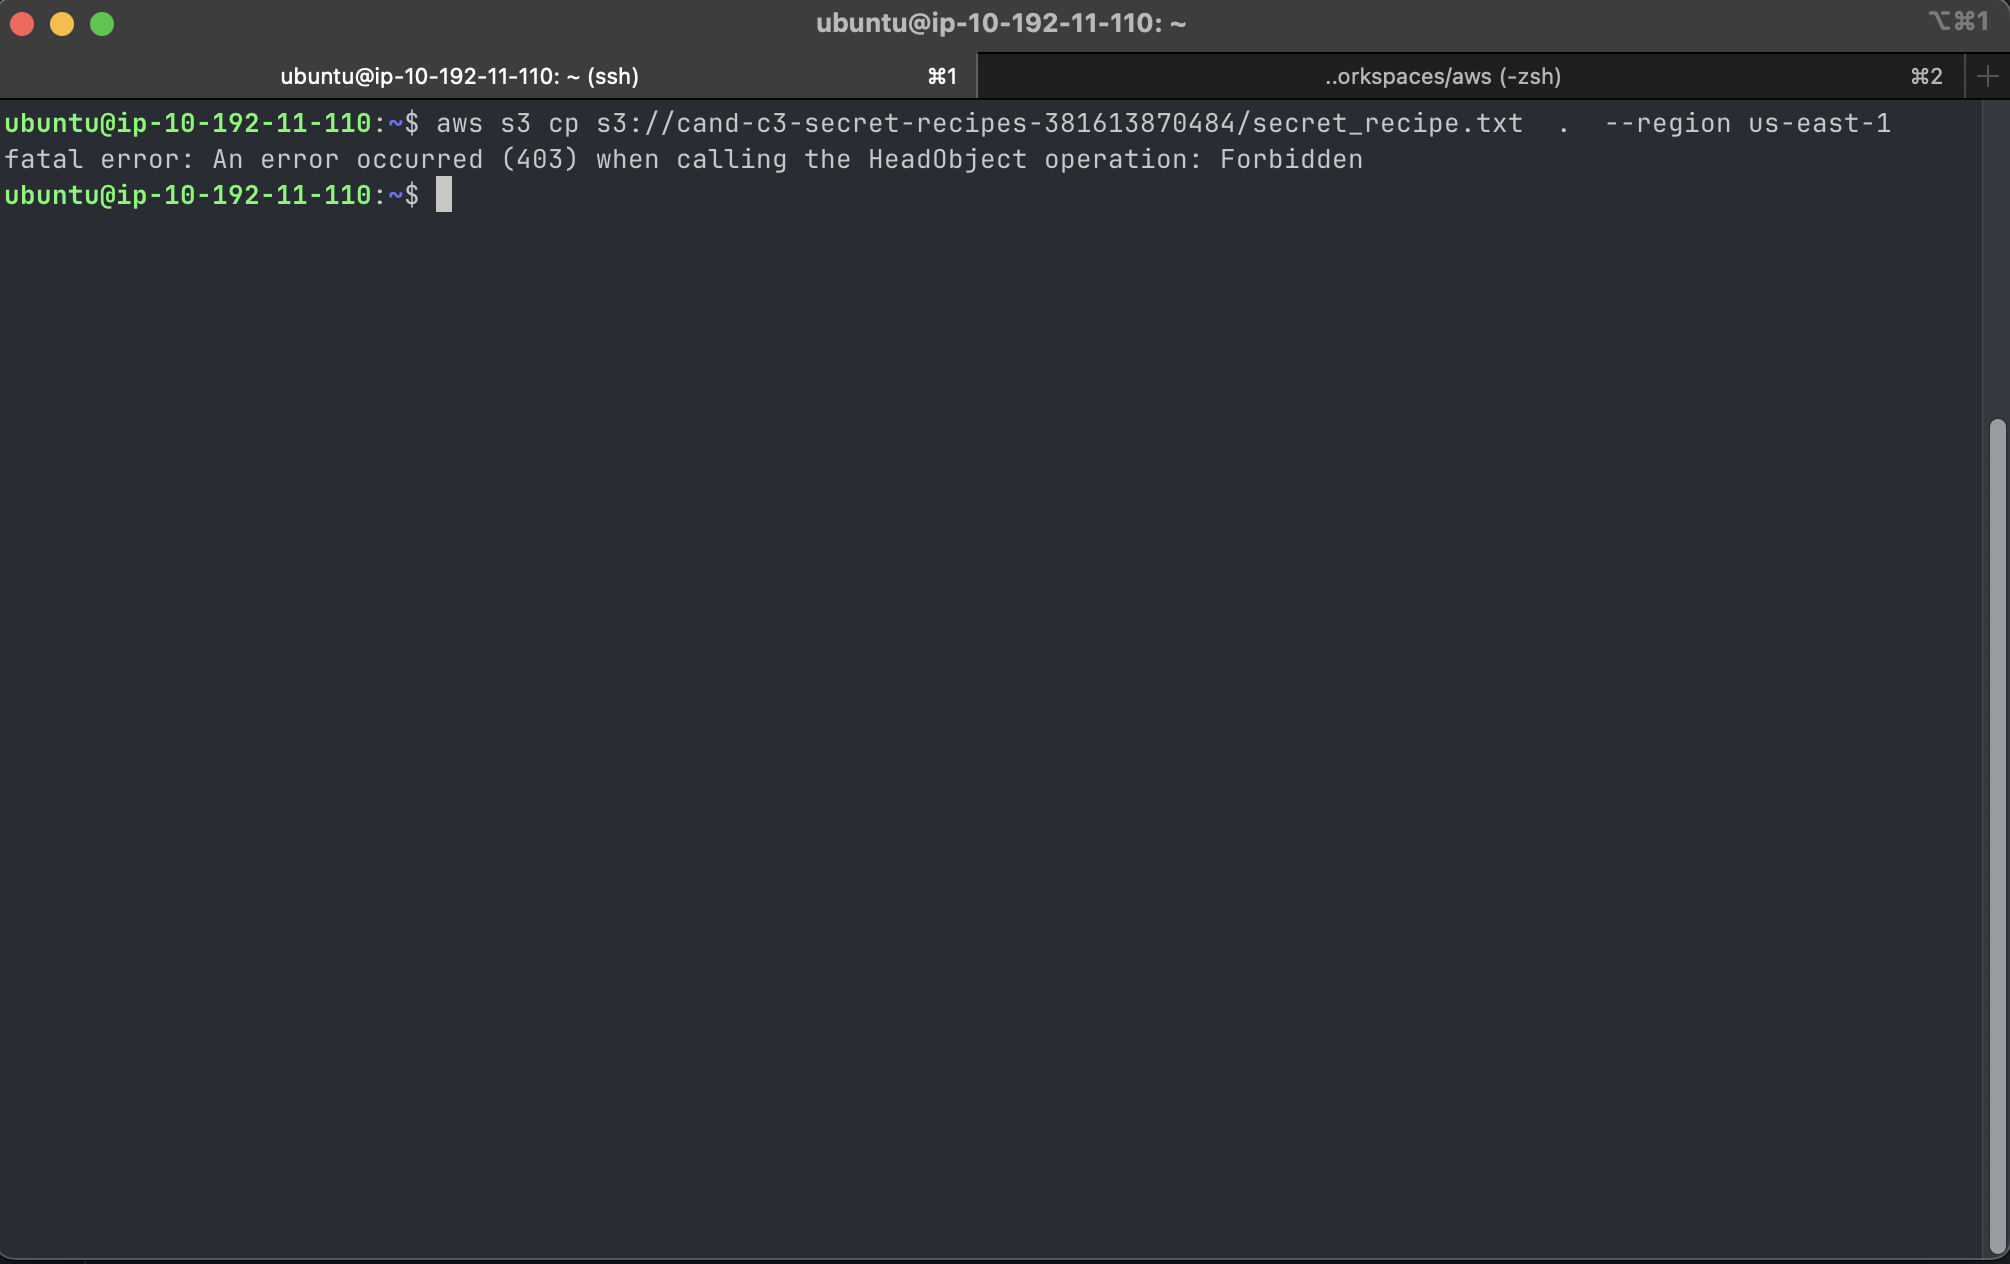 ubuntu@ip-10-192-11-110: ~
⌥⌘1
ubuntu@ip-10-192-11-110: ~ (ssh) ⌘1
..orkspaces/aws (-zsh) ⌘2
ubuntu@ip-10-192-11-110:~$ aws s3 cp s3://cand-c3-secret-recipes-381613870484/secret_recipe.txt  .  --region us-east-1
fatal error: An error occurred (403) when calling the HeadObject operation: Forbidden
ubuntu@ip-10-192-11-110:~$